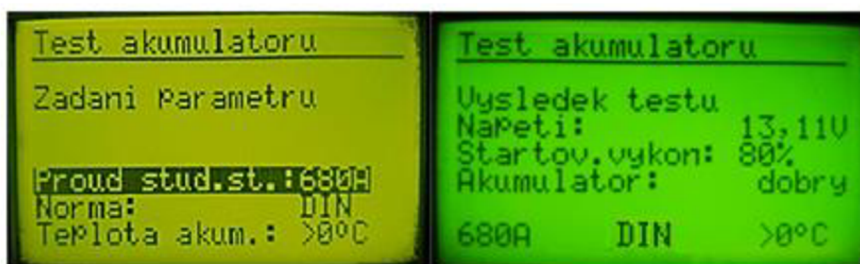 Test akumulatoru
Zadani parametru
Proud stud.st.:680A
Norma: DIN
Teplota akum.: >0°C
Test akumulatoru
Vysledek testu
Napeti: 13,11V
Startov.vykon: 80%
Akumulator: dobry
680A DIN >0°C